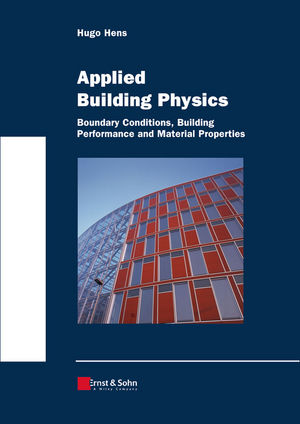 Hugo Hens
Applied
Building Physics
Boundary Conditions, Building
Performance and Material Properties
Ernst & Sohn
A Wiley Company